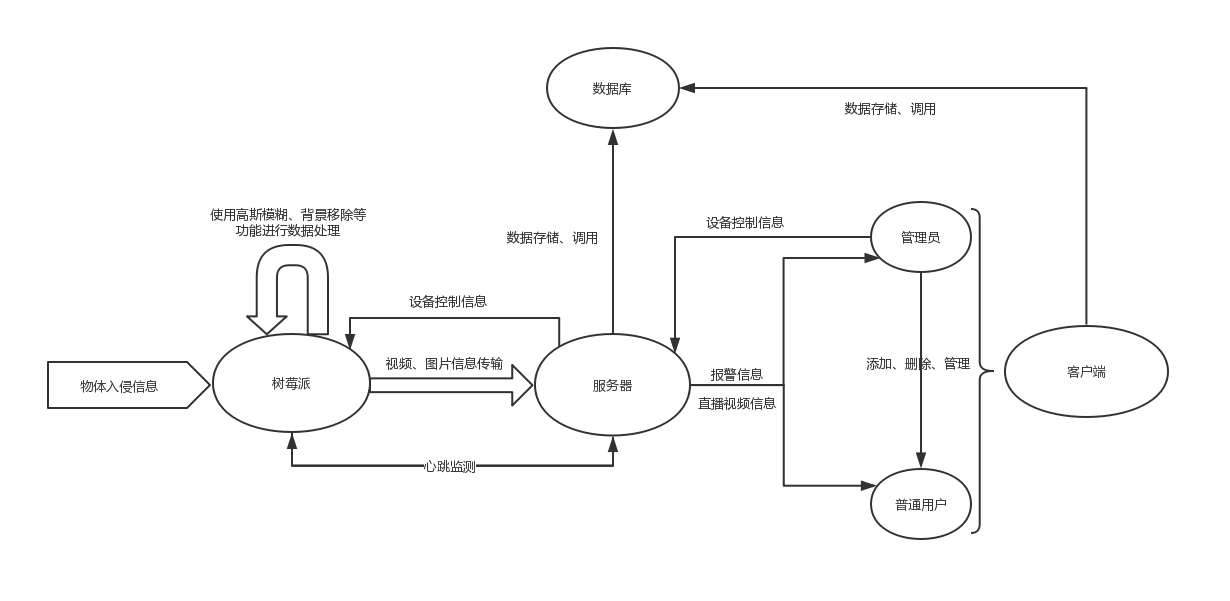 数据库
数据存储、调用
使用高斯模糊、背景移除等
功能进行数据处理
数据存储、调用
设备控制信息
管理员
设备控制信息
视频、图片信息传输
物体入侵信息
树莓派
服务器
报警信息
直播视频信息
添加、删除、管理
客户端
心跳监测
普通用户